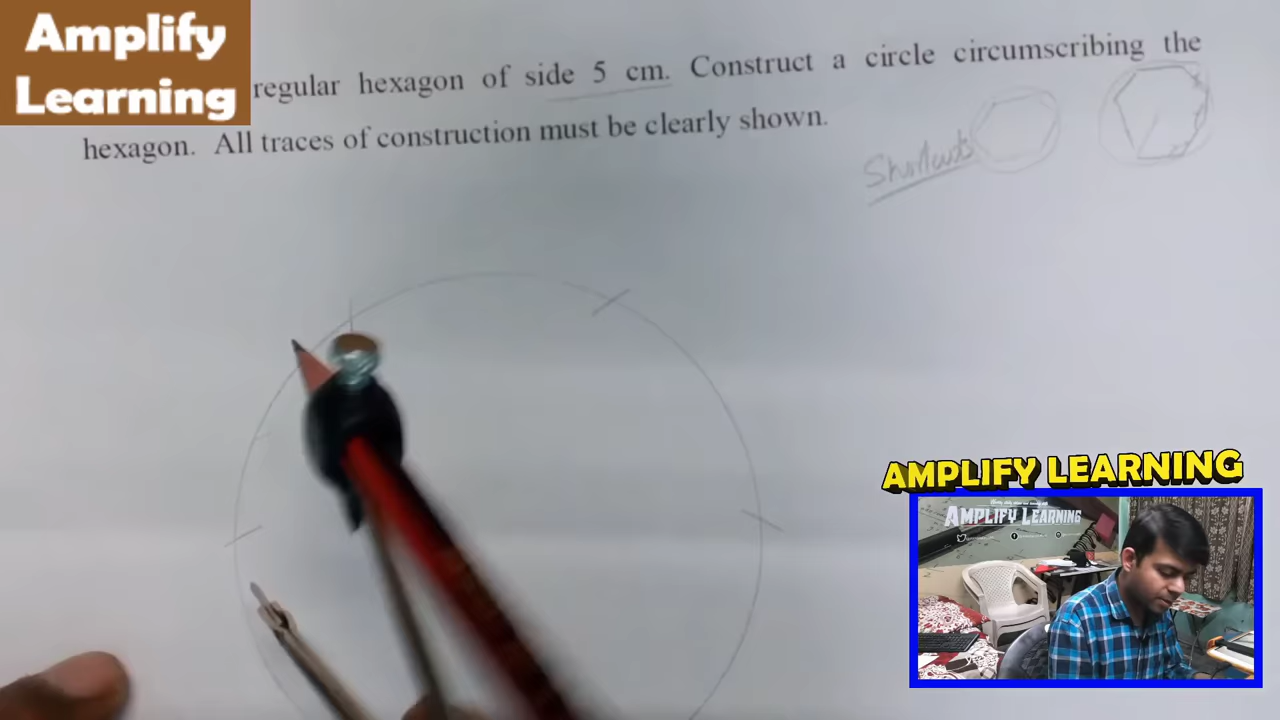 Amplify
Learning
regular hexagon of side 5 cm. Construct a circle circumscribing the
hexagon. All traces of construction must be clearly shown.
Shortcuts
AMPLIFY LEARNING
AMPLIFY LEARNING